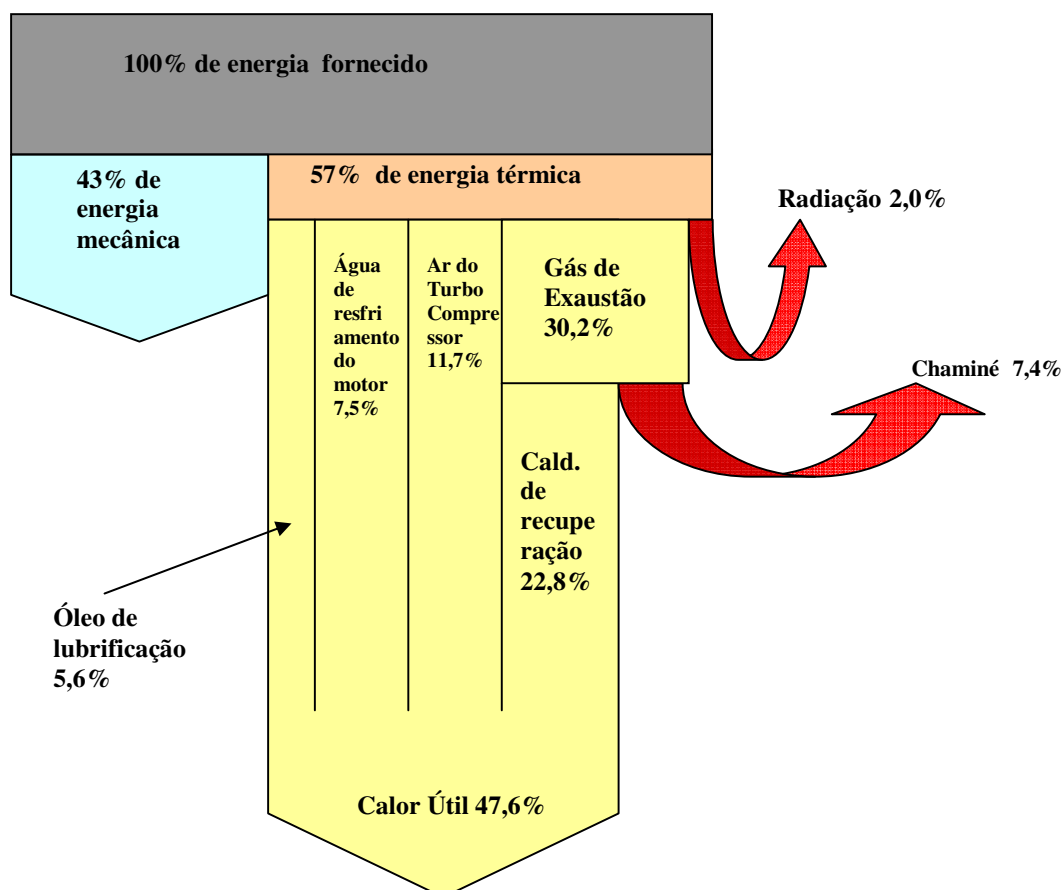 100% de energia fornecido
43% de
energia
mecânica
57% de energia térmica
Radiação 2,0%
Água
de
resfri
amento
do
motor
7,5%
Ar do
Turbo
Compre
ssor
11,7%
Gás de
Exaustão
30,2%
Chaminé 7,4%
Cald.
de
recupe
ração
22,8%
Óleo de
lubrificação
5,6%
Calor Útil 47,6%